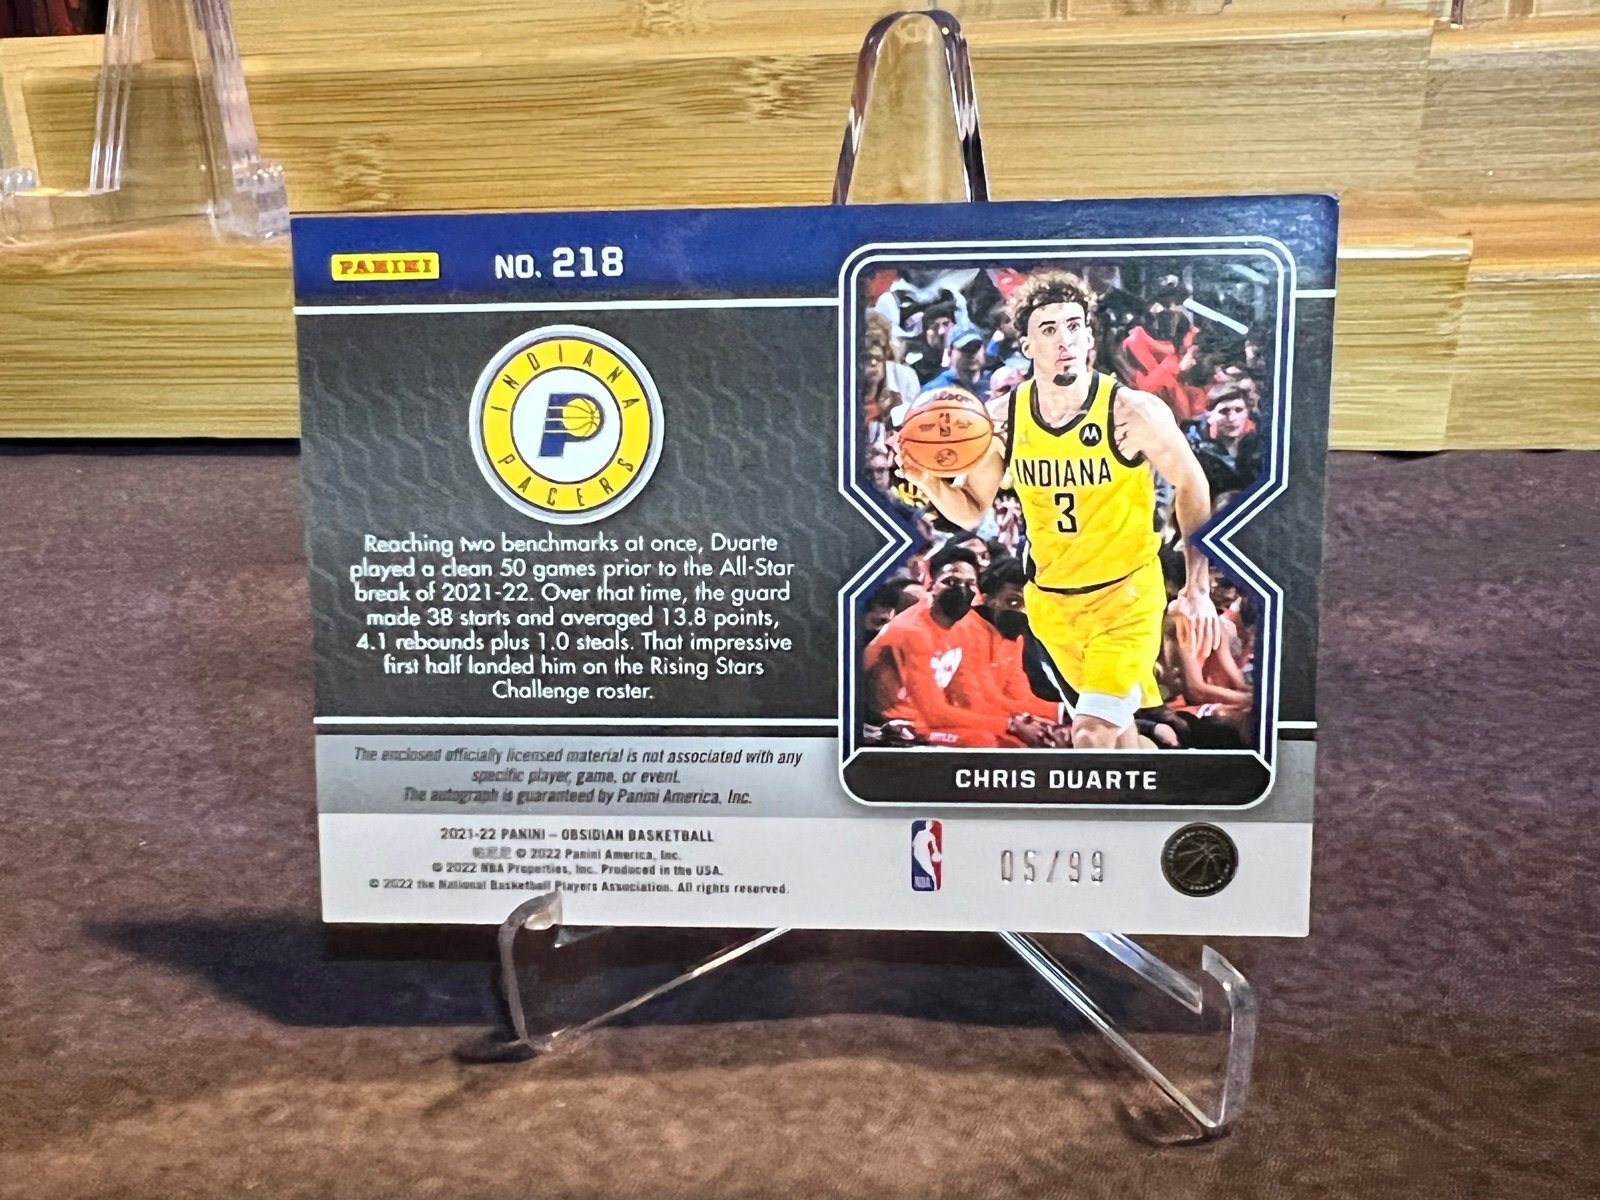 PANINI NO. 218
INDIANA
PACERS
Reaching two benchmarks at once, Duarte
played a clean 50 games prior to the All-Star
break of 2021-22. Over that time, the guard
made 38 starts and averaged 13.8 points,
4.1 rebounds plus 1.0 steals. That impressive
first half landed him on the Rising Stars
Challenge roster.
INDIANA
3
CHRIS DUARTE
The enclosed officially licensed material is not associated with any
specific player, game, or event.
The autograph is guaranteed by Panini America, Inc.
2021-22 PANINI – OBSIDIAN BASKETBALL
© 2022 Panini America, Inc.
© 2022 NBA Properties, Inc. Produced in the USA.
© 2022 the National Basketball Players Association. All rights reserved.
NBA
05/99